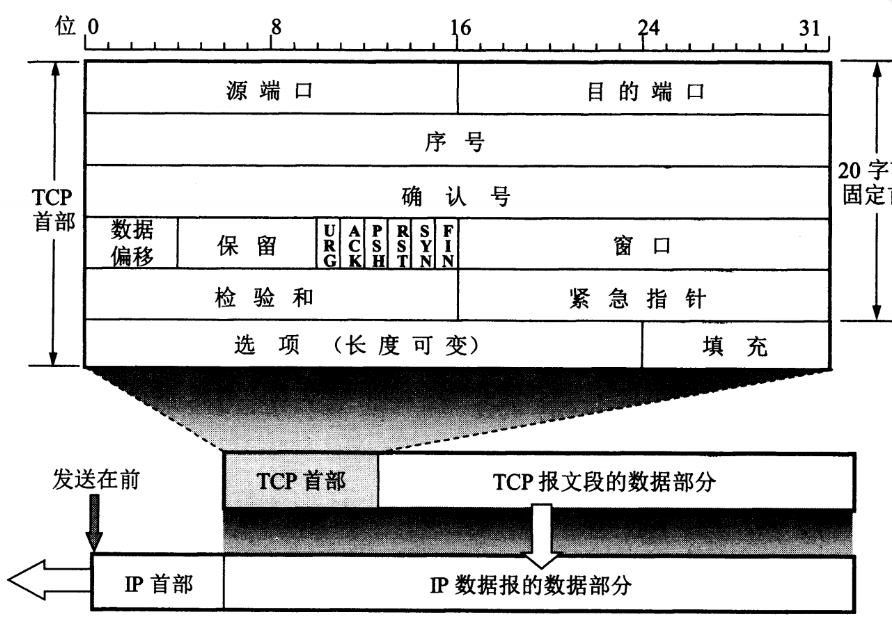 位 0 8 16 24 31
源端口 目的端口
序号
确认号
TCP
首部
20 字
固定
数据
偏移
保留
URG
ACK
PSH
RST
SYN
FIN
窗口
检验和 紧急指针
选项 (长度可变) 填充
发送在前
TCP 首部 TCP 报文段的数据部分
IP 首部 IP 数据报的数据部分